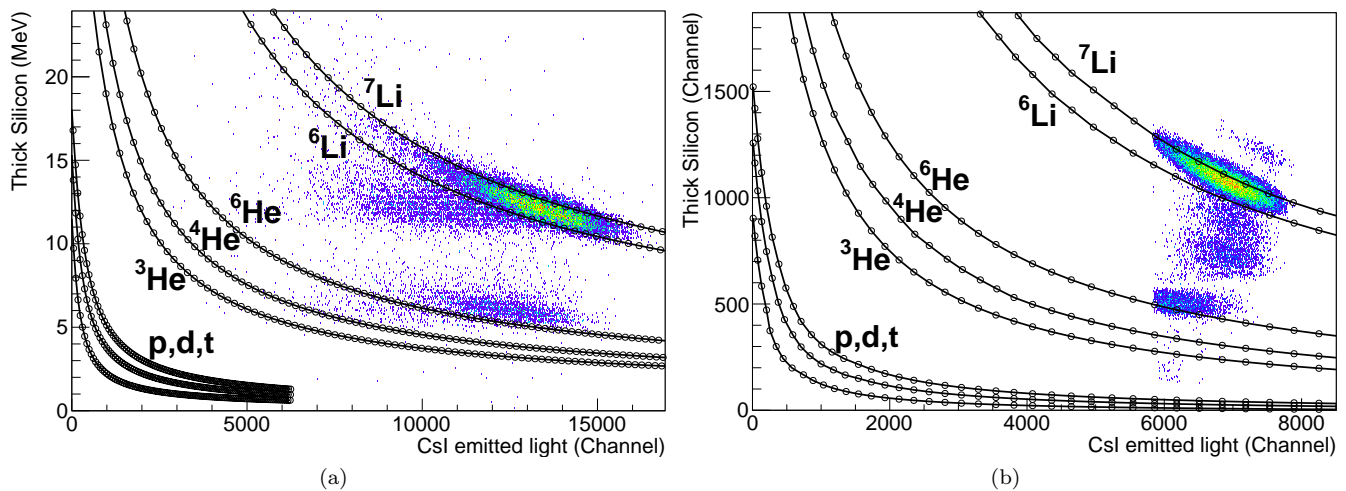 Thick Silicon (MeV)
20
15
10
5
0
⁷Li
⁶Li
⁶He
⁴He
³He
p,d,t
0 5000 10000 15000
CsI emitted light (Channel)
(a)
Thick Silicon (Channel)
1500
1000
500
0
⁷Li
⁶Li
⁶He
⁴He
³He
p,d,t
0 2000 4000 6000 8000
CsI emitted light (Channel)
(b)